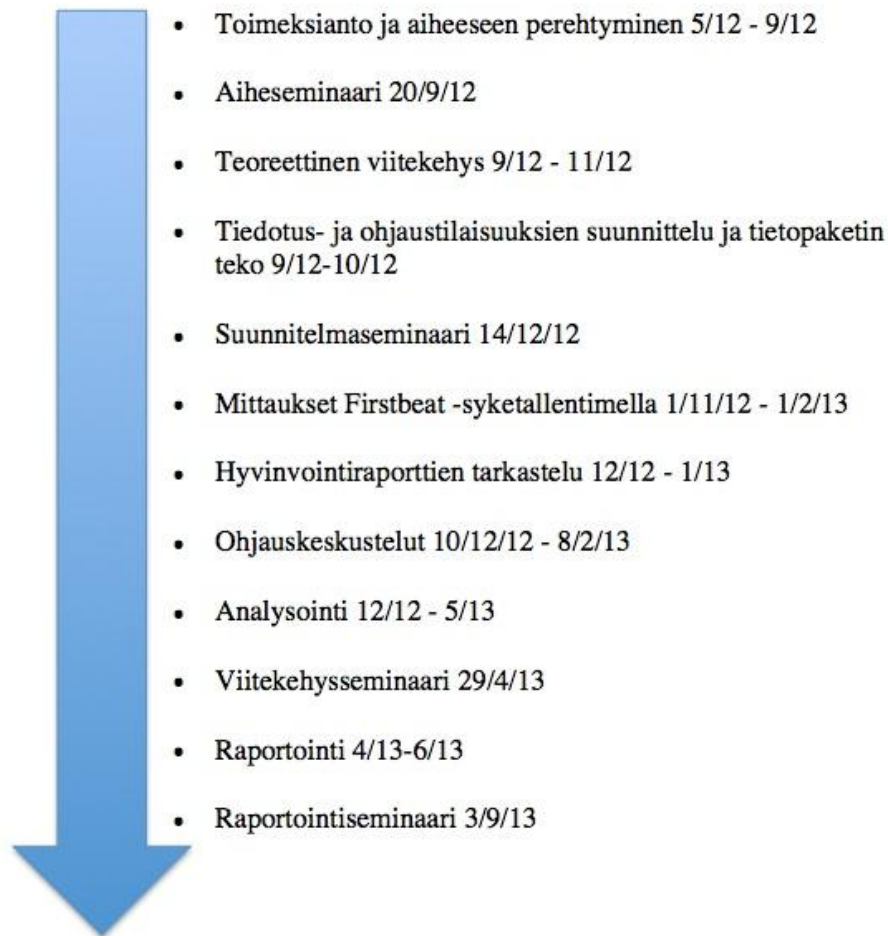 • Toimeksianto ja aiheeseen perehtyminen 5/12 - 9/12
• Aiheseminaari 20/9/12
• Teoreettinen viitekehys 9/12 - 11/12
• Tiedotus- ja ohjaustilaisuuksien suunnittelu ja tietopaketin
teko 9/12-10/12
• Suunnitelmaseminaari 14/12/12
• Mittaukset Firstbeat -syketallentimella 1/11/12 - 1/2/13
• Hyvinvointiraporttien tarkastelu 12/12 - 1/13
• Ohjauskeskustelut 10/12/12 - 8/2/13
• Analysointi 12/12 - 5/13
• Viitekehysseminaari 29/4/13
• Raportointi 4/13-6/13
• Raportointiseminaari 3/9/13